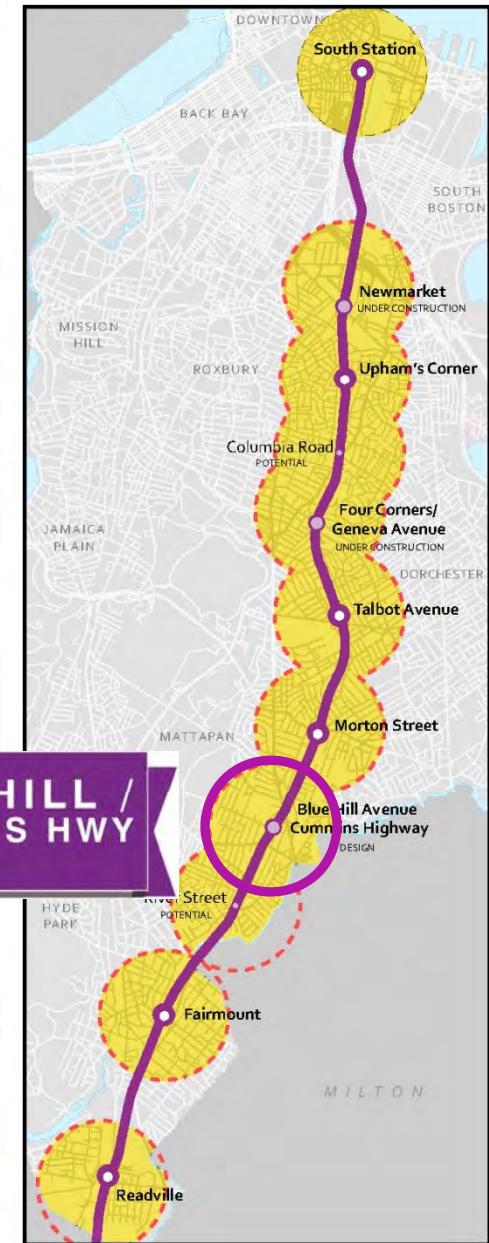 DOWNTOWN
South Station
BACK BAY
SOUTH
BOSTON
Newmarket
UNDER CONSTRUCTION
MISSION
HILL
ROXBURY
Upham's Corner
Columbia Road
POTENTIAL
Four Corners/
Geneva Avenue
UNDER CONSTRUCTION
JAMAICA
PLAIN
DORCHESTER
Talbot Avenue
MATTAPAN
Morton Street
HILL /
S HWY
Blue Hill Avenue
Cummins Highway
DESIGN
HYDE
PARK
River Street
POTENTIAL
Fairmount
MILTON
Readville